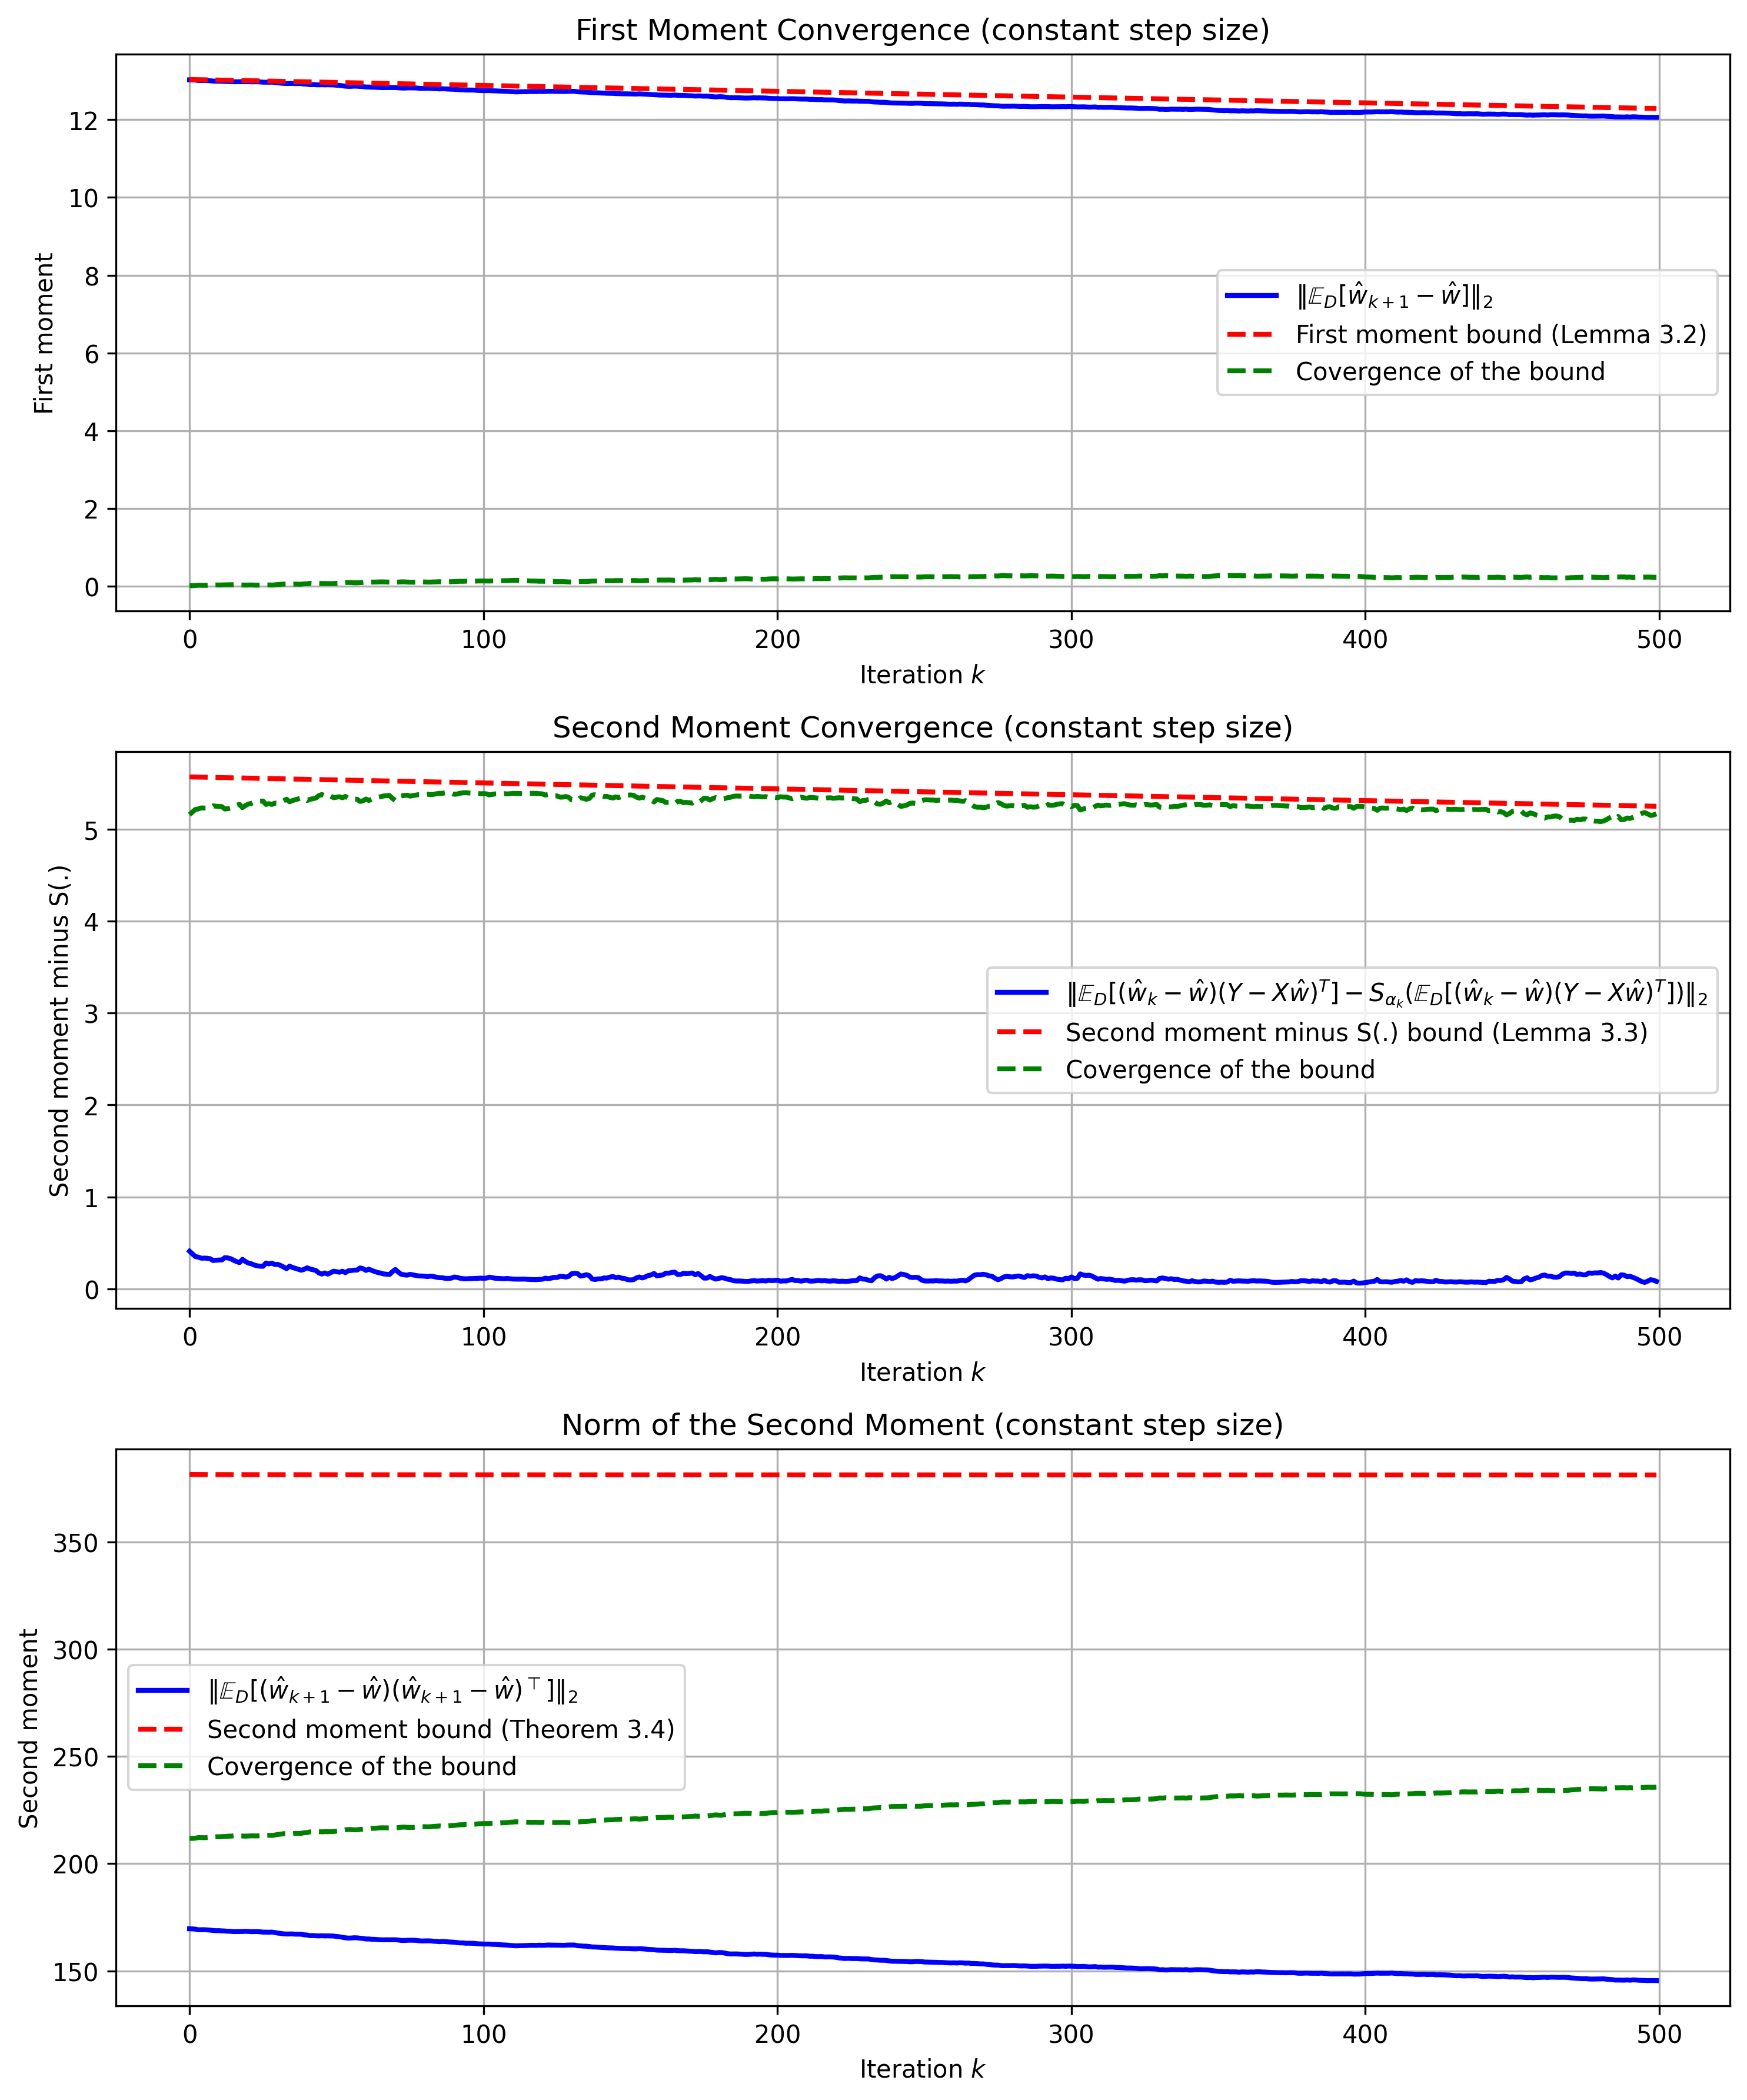 First Moment Convergence (constant step size)
12
10
8
6
4
2
0
First moment
‖𝔼_D[ŵ_{k+1} − ŵ]‖₂
First moment bound (Lemma 3.2)
Covergence of the bound
0 100 200 300 400 500
Iteration k
Second Moment Convergence (constant step size)
5
4
3
2
1
0
Second moment minus S(.)
‖𝔼_D[(ŵ_k − ŵ)(Y − Xŵ)^T] − S_{α_k}(𝔼_D[(ŵ_k − ŵ)(Y − Xŵ)^T])‖₂
Second moment minus S(.) bound (Lemma 3.3)
Covergence of the bound
0 100 200 300 400 500
Iteration k
Norm of the Second Moment (constant step size)
350
300
250
200
150
Second moment
‖𝔼_D[(ŵ_{k+1} − ŵ)(ŵ_{k+1} − ŵ)^⊤]‖₂
Second moment bound (Theorem 3.4)
Covergence of the bound
0 100 200 300 400 500
Iteration k